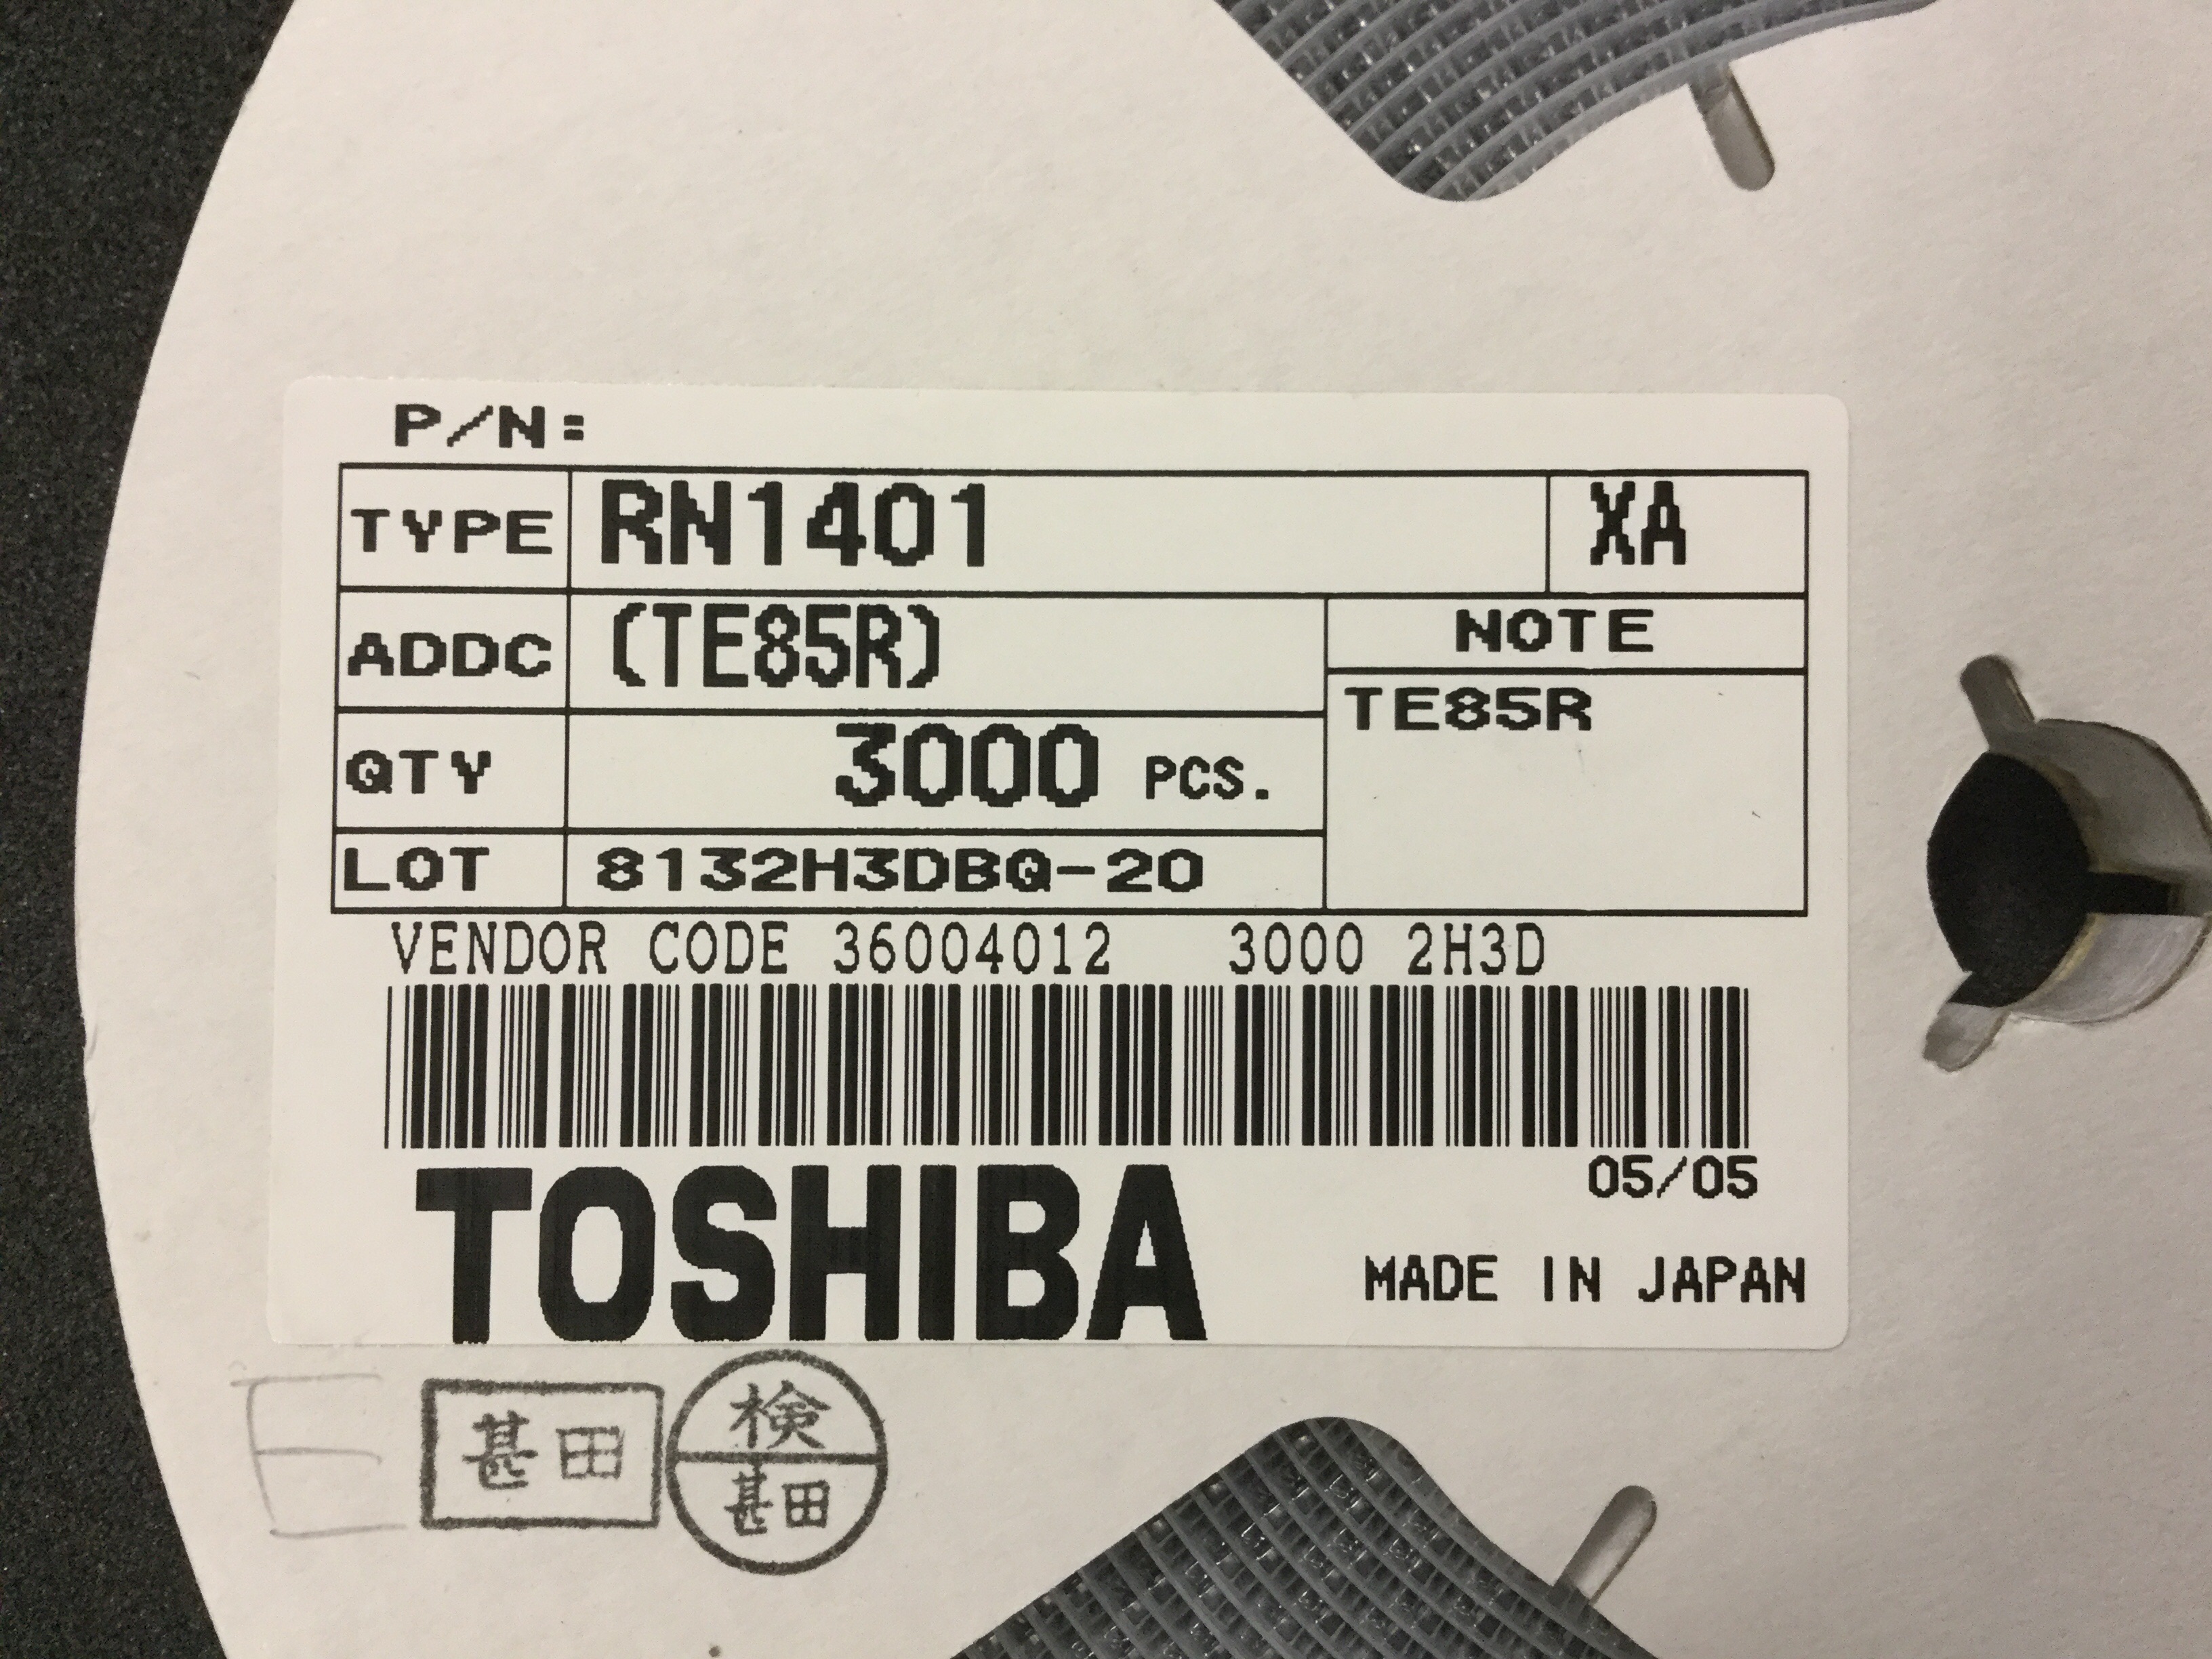 P/N:
TYPE RN1401 XA
ADDC (TE85R) NOTE
TE85R
QTY 3000 PCS.
LOT 8132H3DBQ-20
VENDOR CODE 36004012 3000 2H3D
05/05
TOSHIBA
MADE IN JAPAN
E
甚田
検
甚田